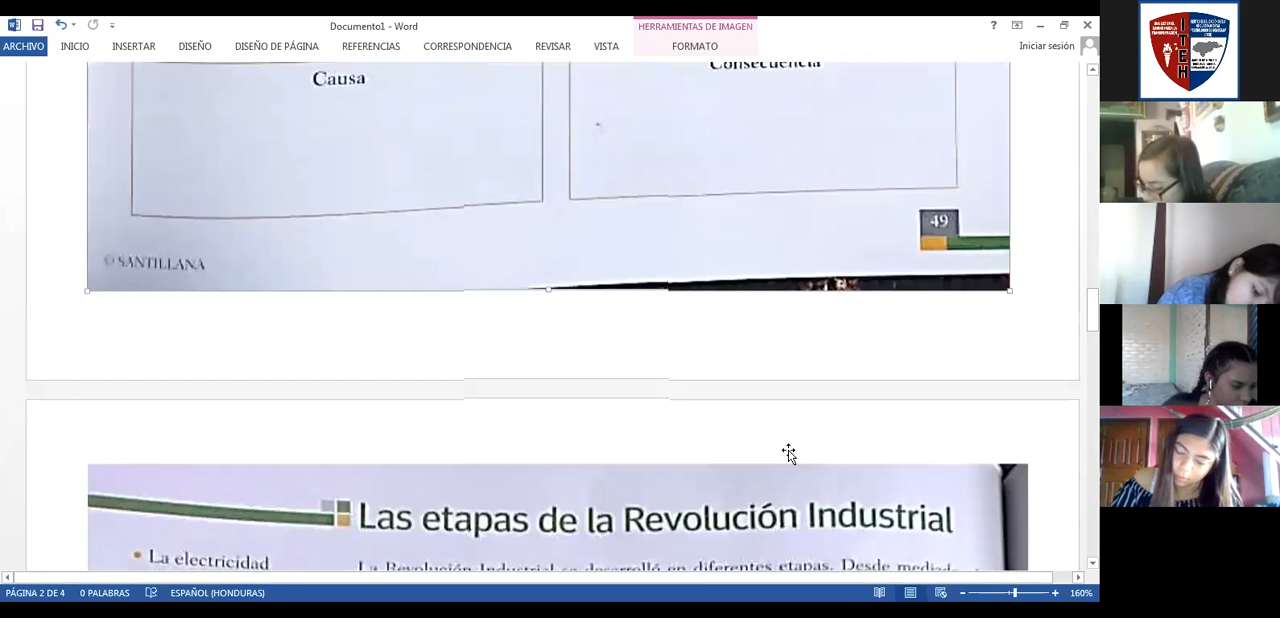 Documento1 - Word
HERRAMIENTAS DE IMAGEN
ARCHIVO
INICIO
INSERTAR
DISEÑO
DISEÑO DE PÁGINA
REFERENCIAS
CORRESPONDENCIA
REVISAR
VISTA
FORMATO
Iniciar sesión
Causa
Consecuencia
49
© SANTILLANA
Las etapas de la Revolución Industrial
La electricidad
La Revolución Industrial se desarrolló en diferentes etapas. Desde
PÁGINA 2 DE 4
0 PALABRAS
ESPAÑOL (HONDURAS)
160%
ITEH